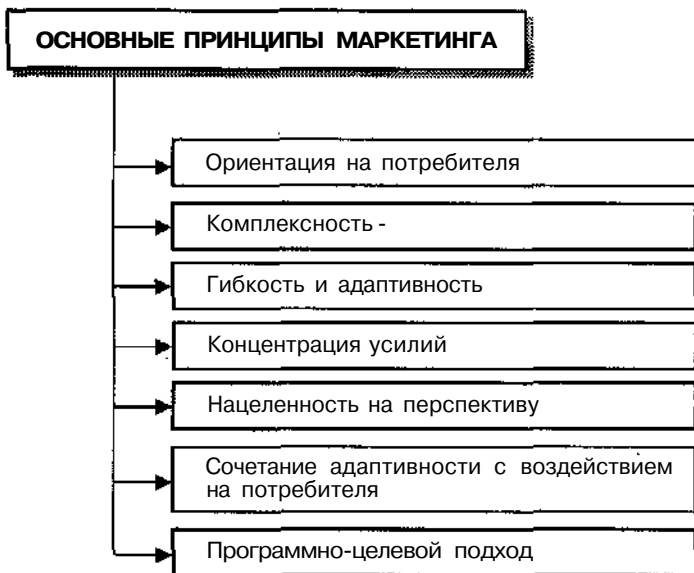 ОСНОВНЫЕ ПРИНЦИПЫ МАРКЕТИНГА
Ориентация на потребителя
Комплексность -
Гибкость и адаптивность
Концентрация усилий
Нацеленность на перспективу
Сочетание адаптивности с воздействием
на потребителя
Программно-целевой подход